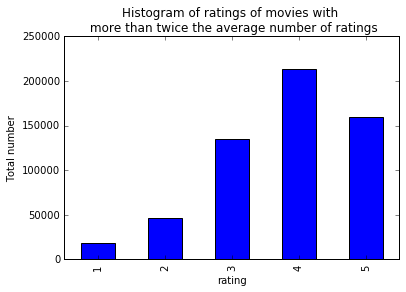 Histogram of ratings of movies with
more than twice the average number of ratings
250000
200000
150000
100000
50000
0
Total number
1
2
3
4
5
rating